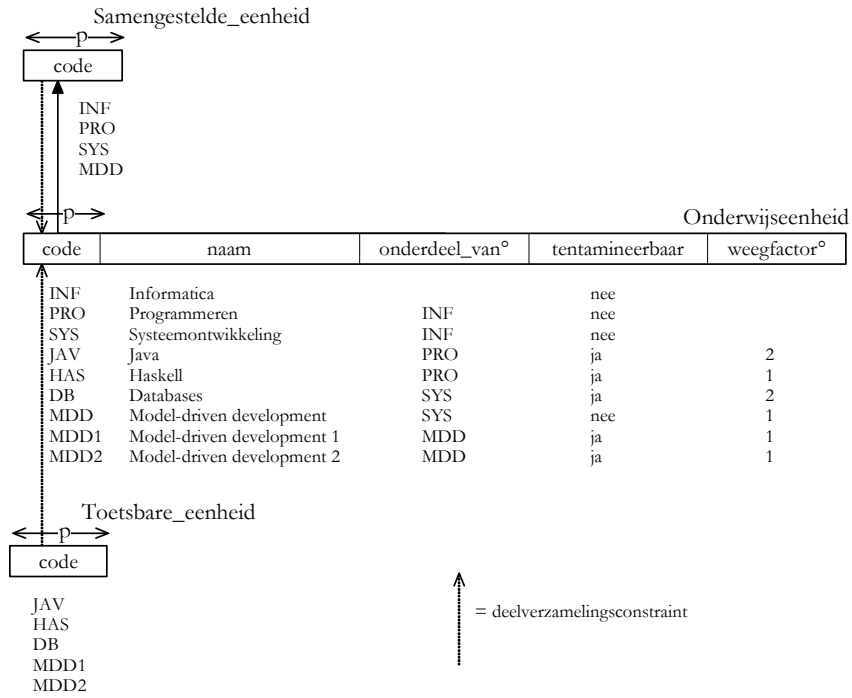 Samengestelde_eenheid
p
code
INF
PRO
SYS
MDD
p
Onderwijseenheid
code naam onderdeel_van° tentamineerbaar weegfactor°
INF Informatica nee
PRO Programmeren INF nee
SYS Systeemontwikkeling INF nee
JAV Java PRO ja 2
HAS Haskell PRO ja 1
DB Databases SYS ja 2
MDD Model-driven development SYS nee 1
MDD1 Model-driven development 1 MDD ja 1
MDD2 Model-driven development 2 MDD ja 1
Toetsbare_eenheid
p
code
JAV
HAS
DB
MDD1
MDD2
= deelverzamelingsconstraint